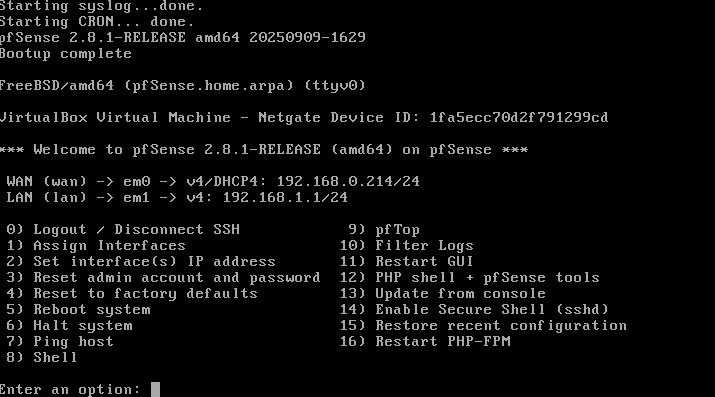 Starting syslog...done.
Starting CRON... done.
pfSense 2.8.1-RELEASE amd64 20250909-1629
Bootup complete
FreeBSD/amd64 (pfSense.home.arpa) (ttyv0)
VirtualBox Virtual Machine - Netgate Device ID: 1fa5ecc70d2f791299cd
*** Welcome to pfSense 2.8.1-RELEASE (amd64) on pfSense ***
WAN (wan) -> em0 -> v4/DHCP4: 192.168.0.214/24
LAN (lan) -> em1 -> v4: 192.168.1.1/24
0) Logout / Disconnect SSH 9) pfTop
1) Assign Interfaces 10) Filter Logs
2) Set interface(s) IP address 11) Restart GUI
3) Reset admin account and password 12) PHP shell + pfSense tools
4) Reset to factory defaults 13) Update from console
5) Reboot system 14) Enable Secure Shell (sshd)
6) Halt system 15) Restore recent configuration
7) Ping host 16) Restart PHP-FPM
8) Shell
Enter an option: